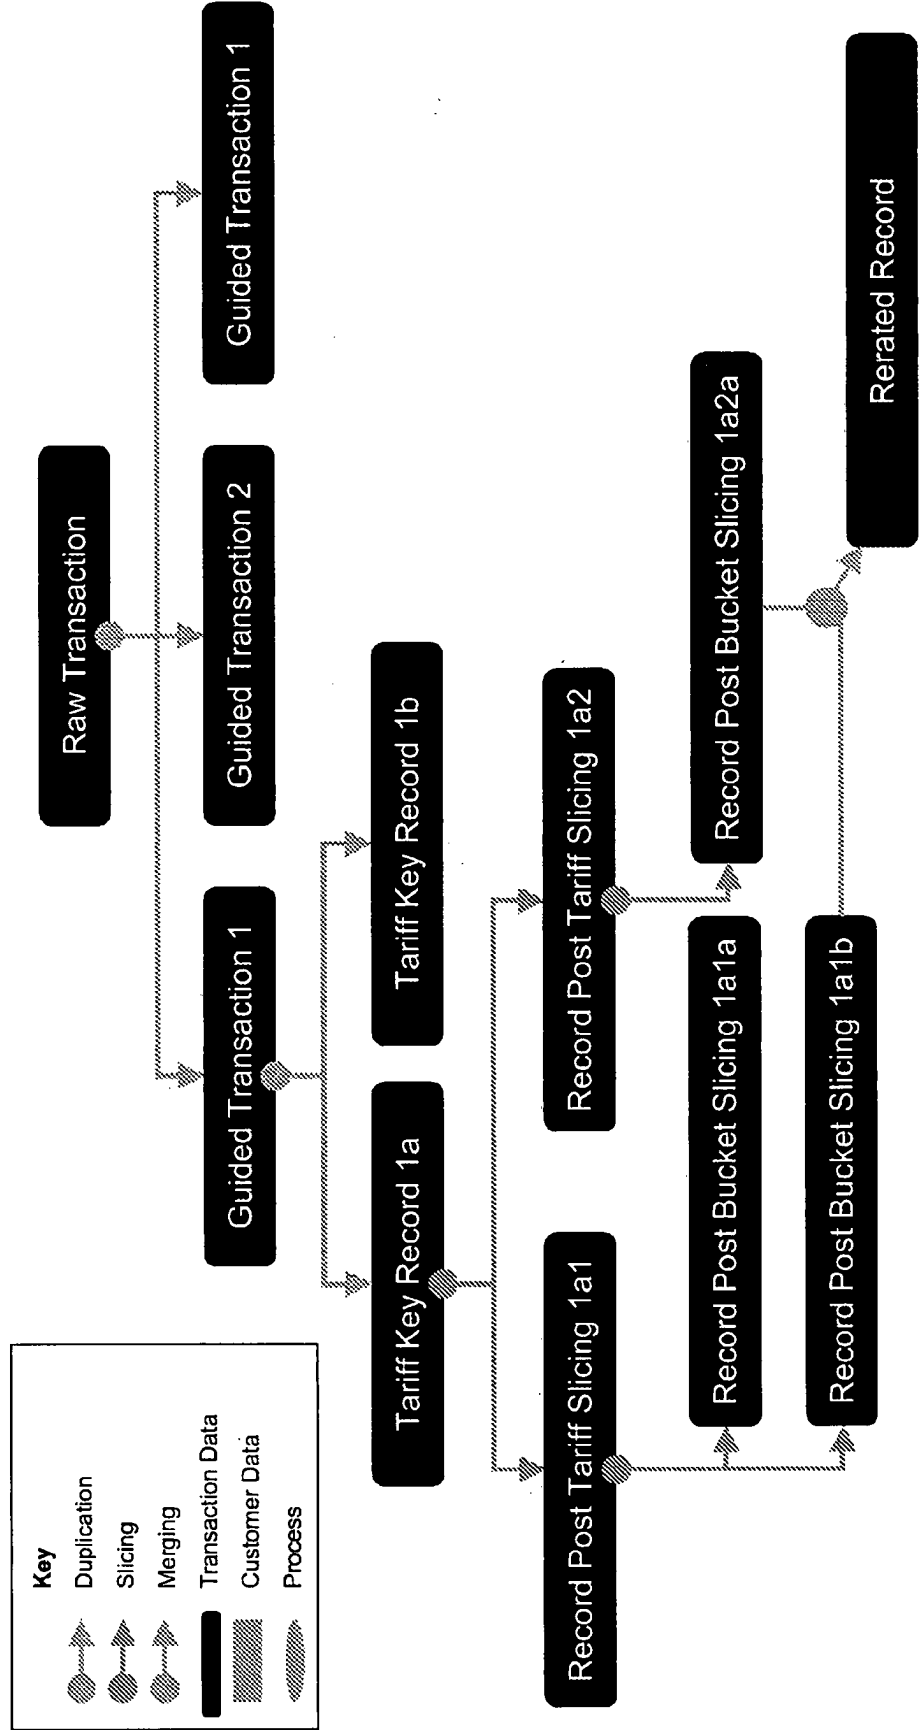 Key
Duplication
Slicing
Merging
Transaction Data
Customer Data
Process
Raw Transaction
Guided Transaction 1
Guided Transaction 2
Guided Transaction 1
Tariff Key Record 1a
Tariff Key Record 1b
Record Post Tariff Slicing 1a1
Record Post Tariff Slicing 1a2
Record Post Bucket Slicing 1a1a
Record Post Bucket Slicing 1a2a
Record Post Bucket Slicing 1a1b
Rerated Record